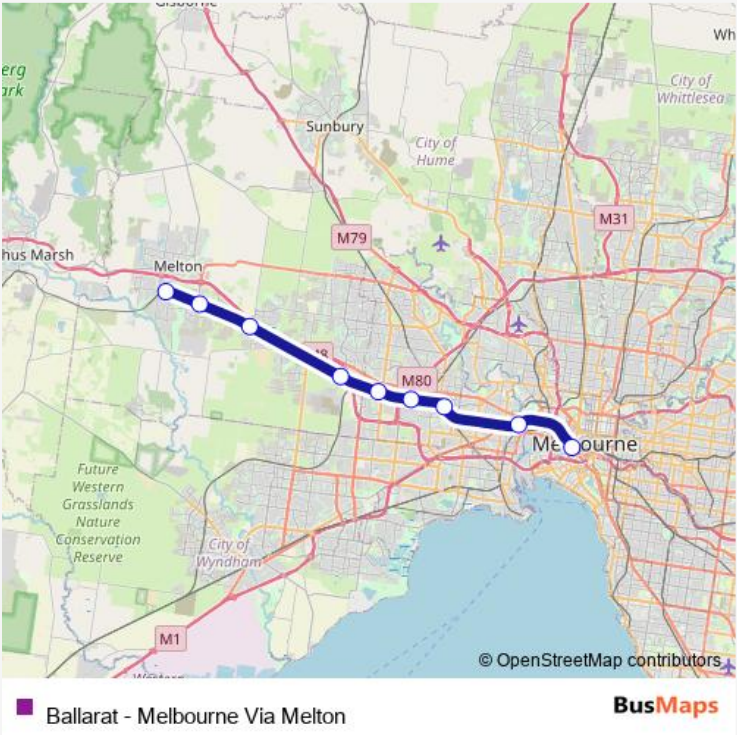 Gisborne
erg
ark
Wh
City of
Whittlesea
Sunbury
City of
Hume
M31
M79
hus Marsh
Melton
M8
M80
Melbourne
Future
Western
Grasslands
Nature
Conservation
Reserve
City of
Wyndham
M1
Western
© OpenStreetMap contributors
Ballarat - Melbourne Via Melton
BusMaps